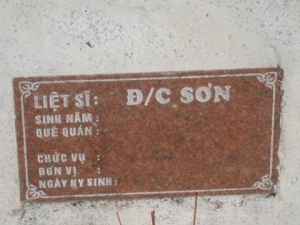 LIỆT SĨ : Đ/C SƠN
SINH NĂM :
QUÊ QUÁN :
CHỨC VỤ :
ĐƠN VỊ :
NGÀY HY SINH :